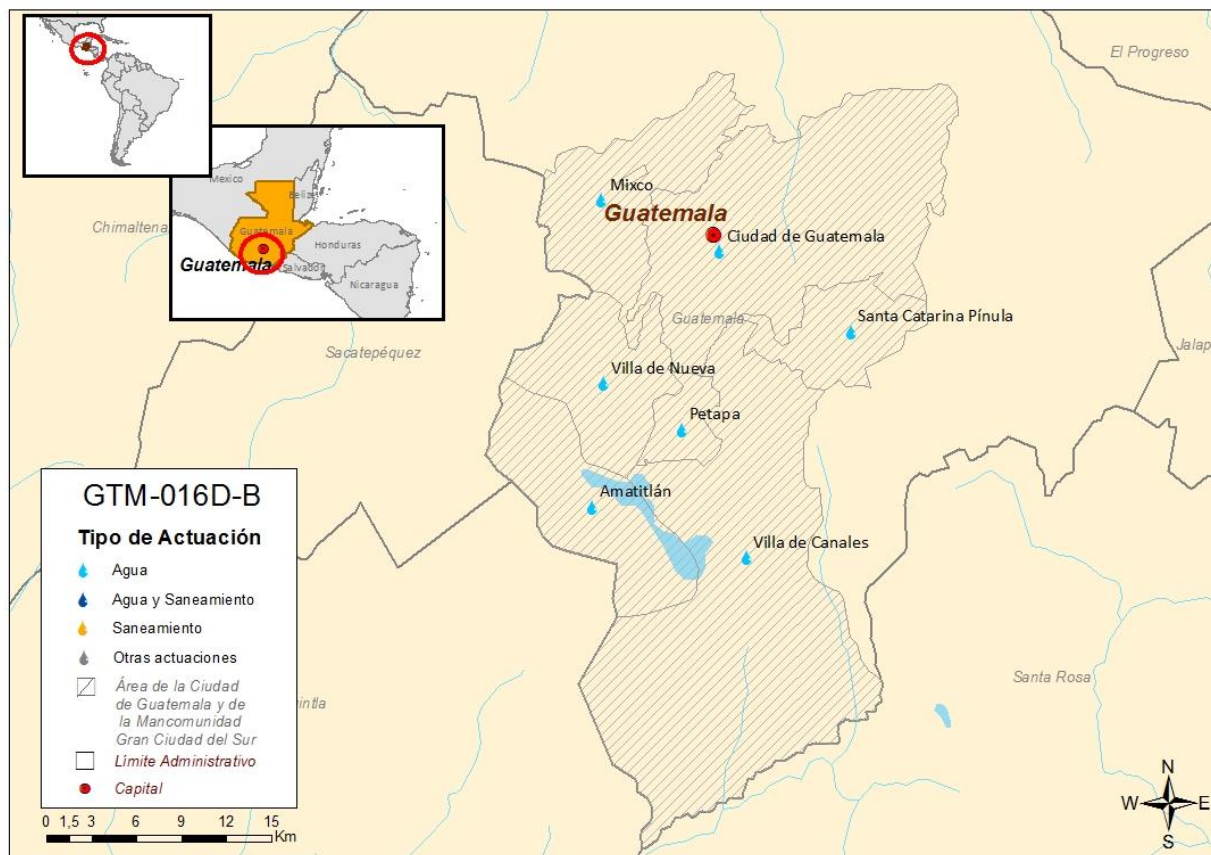 El Progreso
Mexico
Belize
Guatemala
Honduras
Salvador
Nicaragua
Guatemala
Chimaltena
Sacatepéquez
Mixco
Guatemala
Ciudad de Guatemala
Guatemala
Santa Catarina Pínula
Jalap
Villa de Nueva
Petapa
Amatitlán
Villa de Canales
Santa Rosa
uintla
GTM-016D-B
Tipo de Actuación
Agua
Agua y Saneamiento
Saneamiento
Otras actuaciones
Área de la Ciudad
de Guatemala y de
la Mancomunidad
Gran Ciudad del Sur
Límite Administrativo
Capital
0 1,5 3 6 9 12 15
Km
N
W E
S